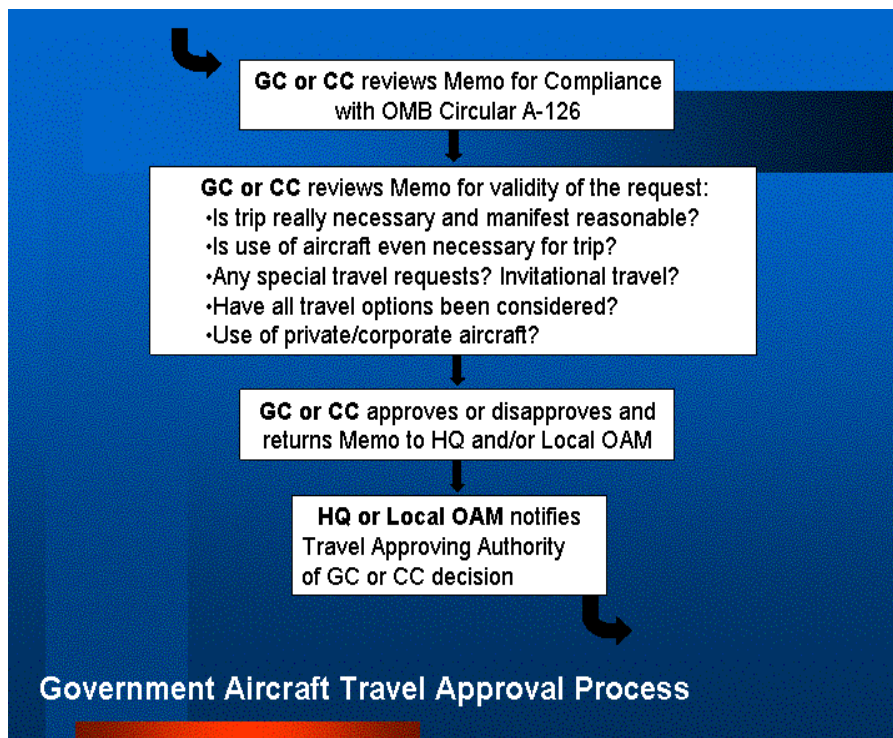 GC or CC reviews Memo for Compliance
with OMB Circular A-126
GC or CC reviews Memo for validity of the request:
•Is trip really necessary and manifest reasonable?
•Is use of aircraft even necessary for trip?
•Any special travel requests? Invitational travel?
•Have all travel options been considered?
•Use of private/corporate aircraft?
GC or CC approves or disapproves and
returns Memo to HQ and/or Local OAM
HQ or Local OAM notifies
Travel Approving Authority
of GC or CC decision
Government Aircraft Travel Approval Process